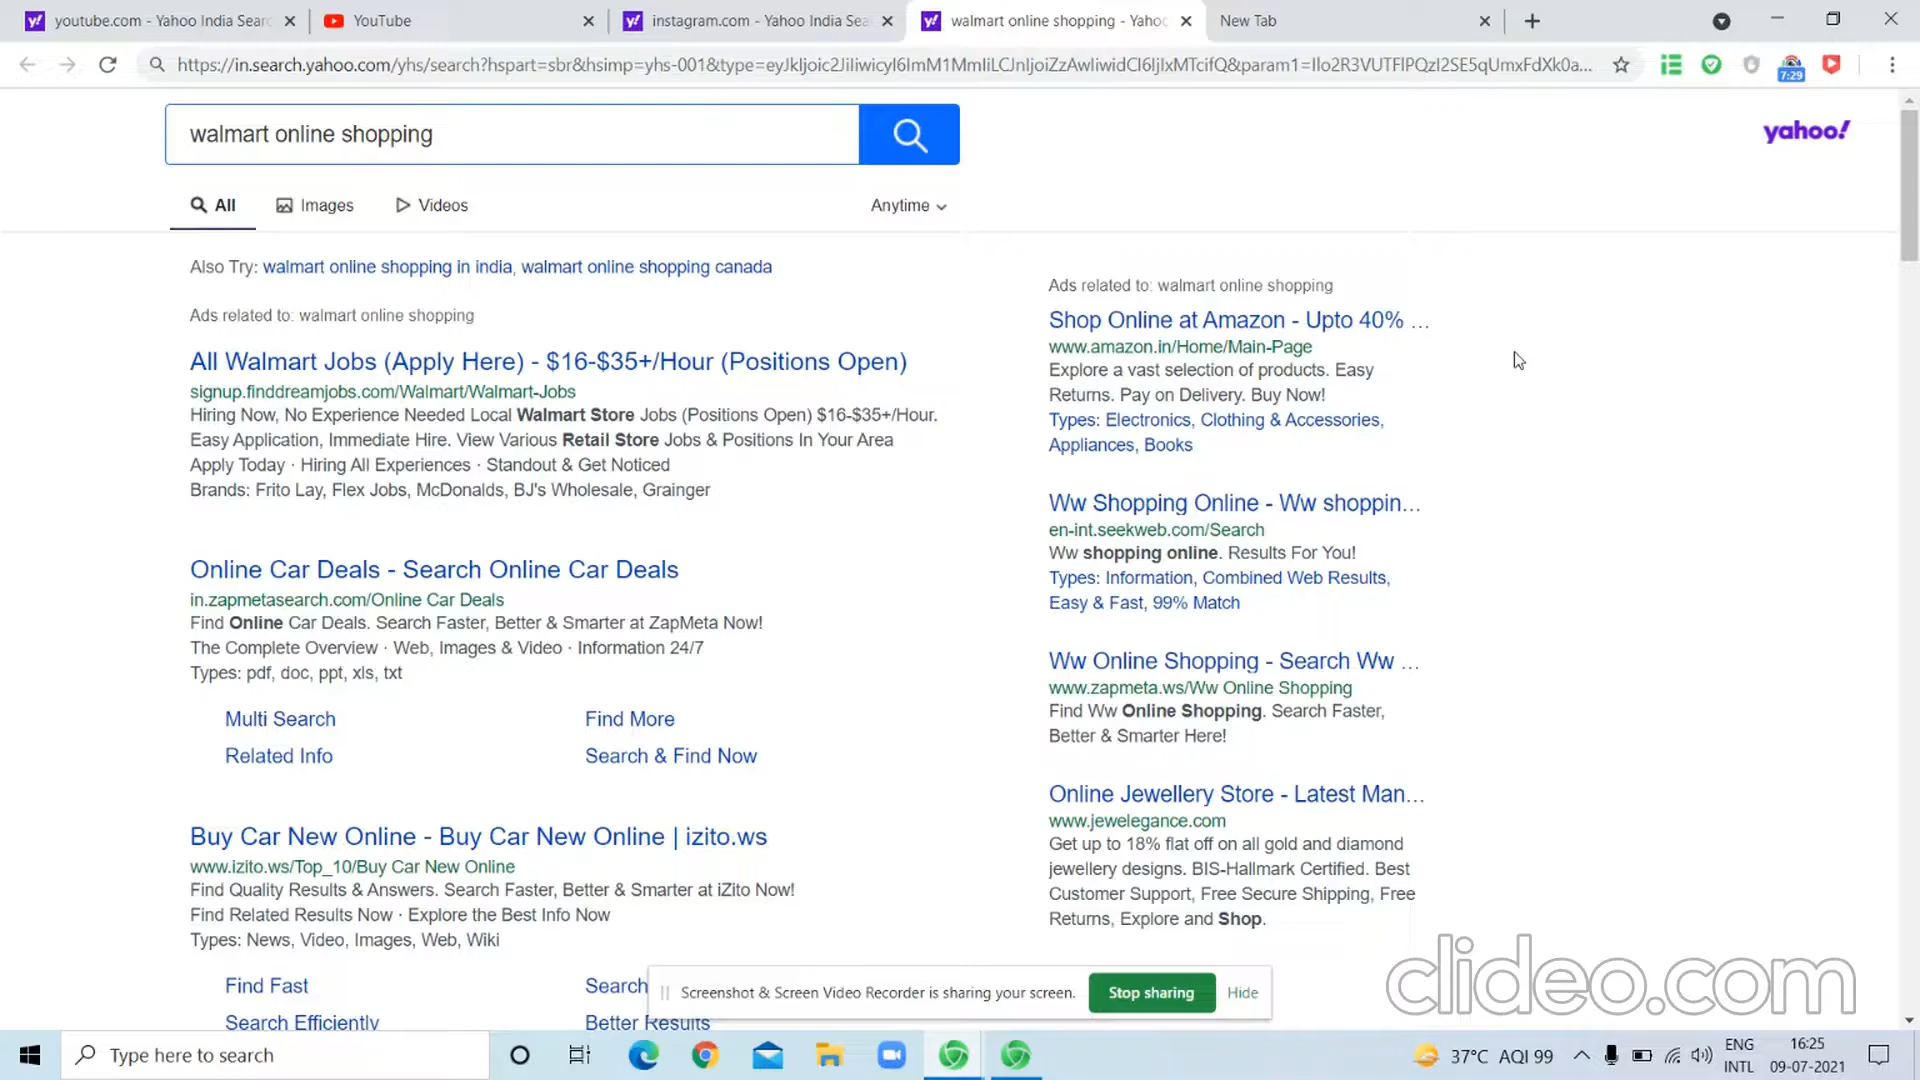 youtube.com - Yahoo India Sear
YouTube
instagram.com - Yahoo India Sea
walmart online shopping - Yahoo
New Tab
7:29
walmart online shopping
yahoo!
All
Images
Videos
Anytime
Also Try: walmart online shopping in india, walmart online shopping canada
Ads related to: walmart online shopping
All Walmart Jobs (Apply Here) - $16-$35+/Hour (Positions Open)
signup.finddreamjobs.com/Walmart/Walmart-Jobs
Hiring Now, No Experience Needed Local Walmart Store Jobs (Positions Open) $16-$35+/Hour.
Easy Application, Immediate Hire. View Various Retail Store Jobs & Positions In Your Area
Apply Today · Hiring All Experiences · Standout & Get Noticed
Brands: Frito Lay, Flex Jobs, McDonalds, BJ's Wholesale, Grainger
Online Car Deals - Search Online Car Deals
in.zapmetasearch.com/Online Car Deals
Find Online Car Deals. Search Faster, Better & Smarter at ZapMeta Now!
The Complete Overview · Web, Images & Video · Information 24/7
Types: pdf, doc, ppt, xls, txt
Multi Search
Find More
Related Info
Search & Find Now
Buy Car New Online - Buy Car New Online | izito.ws
www.izito.ws/Top_10/Buy Car New Online
Find Quality Results & Answers. Search Faster, Better & Smarter at iZito Now!
Find Related Results Now · Explore the Best Info Now
Types: News, Video, Images, Web, Wiki
Find Fast
Search
Search Efficiently
Better Results
Ads related to: walmart online shopping
Shop Online at Amazon - Upto 40% ...
www.amazon.in/Home/Main-Page
Explore a vast selection of products. Easy
Returns. Pay on Delivery. Buy Now!
Types: Electronics, Clothing & Accessories,
Appliances, Books
Ww Shopping Online - Ww shoppin...
en-int.seekweb.com/Search
Ww shopping online. Results For You!
Types: Information, Combined Web Results,
Easy & Fast, 99% Match
Ww Online Shopping - Search Ww ...
www.zapmeta.ws/Ww Online Shopping
Find Ww Online Shopping. Search Faster,
Better & Smarter Here!
Online Jewellery Store - Latest Man...
www.jewelegance.com
Get up to 18% flat off on all gold and diamond
jewellery designs. BIS-Hallmark Certified. Best
Customer Support, Free Secure Shipping, Free
Returns, Explore and Shop.
clideo.com
Screenshot & Screen Video Recorder is sharing your screen.
Stop sharing
Hide
Type here to search
37°C AQI 99
ENG
INTL
16:25
09-07-2021